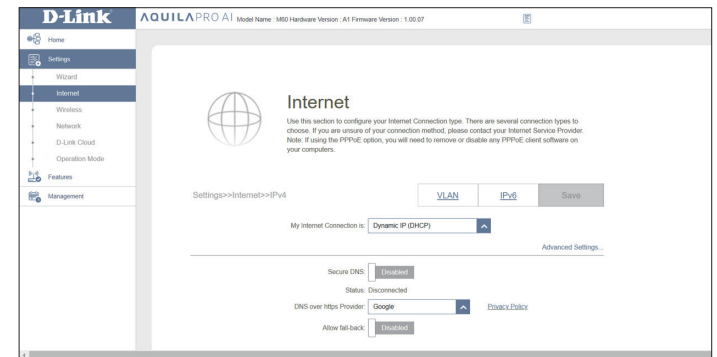 D-Link
AQUILA PRO AI Model Name : M60 Hardware Version : A1 Firmware Version : 1.00.07
Home
Settings
Wizard
Internet
Wireless
Network
D-Link Cloud
Operation Mode
Features
Management
Internet
Use this section to configure your Internet Connection type. There are several connection types to
choose. If you are unsure of your connection method, please contact your Internet Service Provider.
Note: If using the PPPoE option, you will need to remove or disable any PPPoE client software on
your computers.
Settings>>Internet>>IPv4
VLAN
IPv6
Save
My Internet Connection is: Dynamic IP (DHCP)
Advanced Settings...
Secure DNS: Disabled
Status: Disconnected
DNS over https Provider: Google
Privacy Policy
Allow fall-back: Disabled